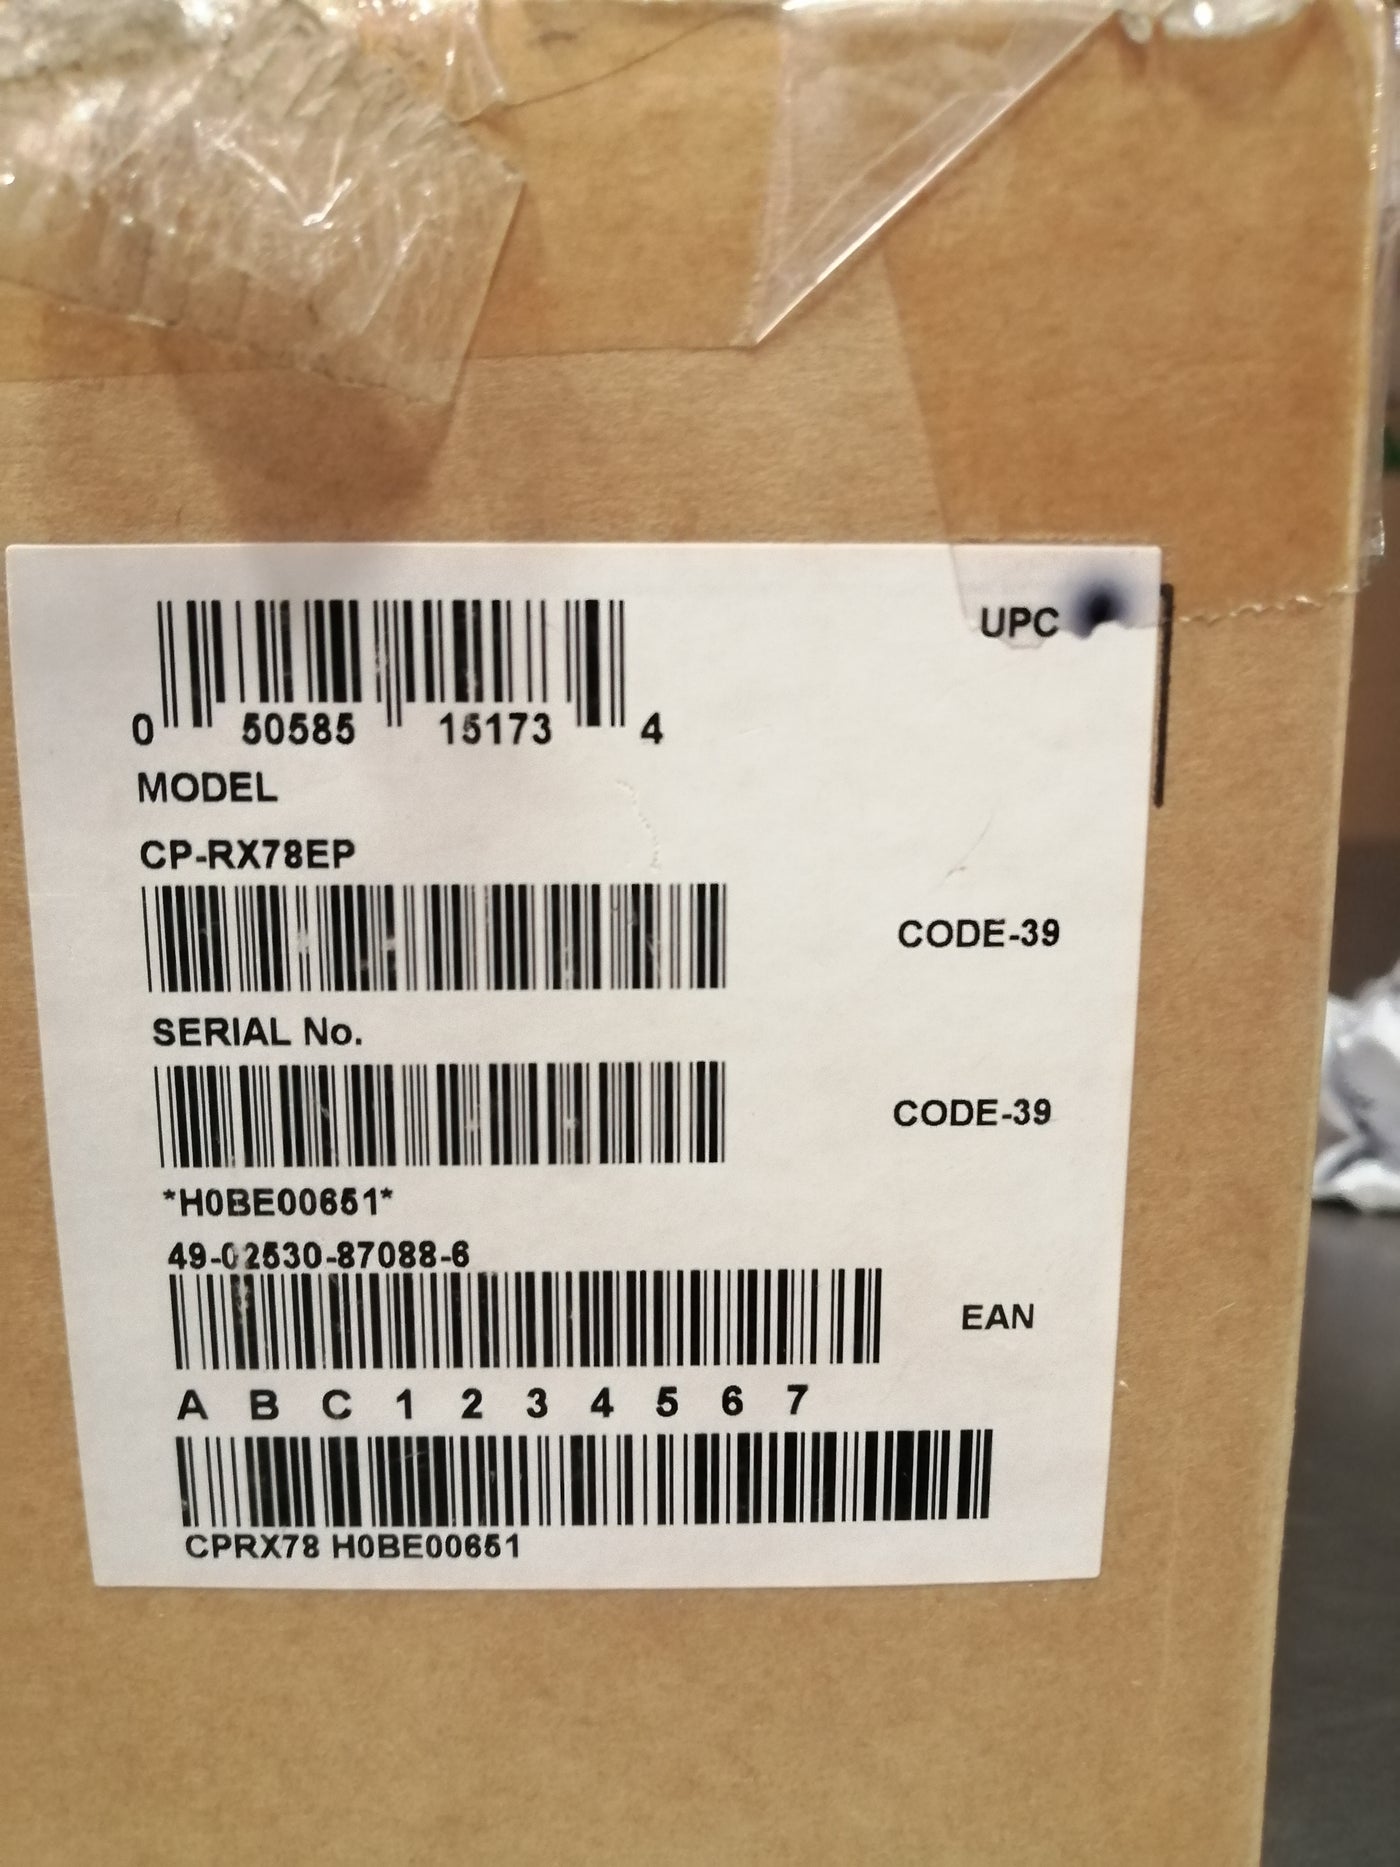 UPC
0 50585 15173 4
MODEL
CP-RX78EP
CODE-39
SERIAL No.
CODE-39
*H0BE00651*
49-02530-87088-6
EAN
A B C 1 2 3 4 5 6 7
CPRX78 H0BE00651